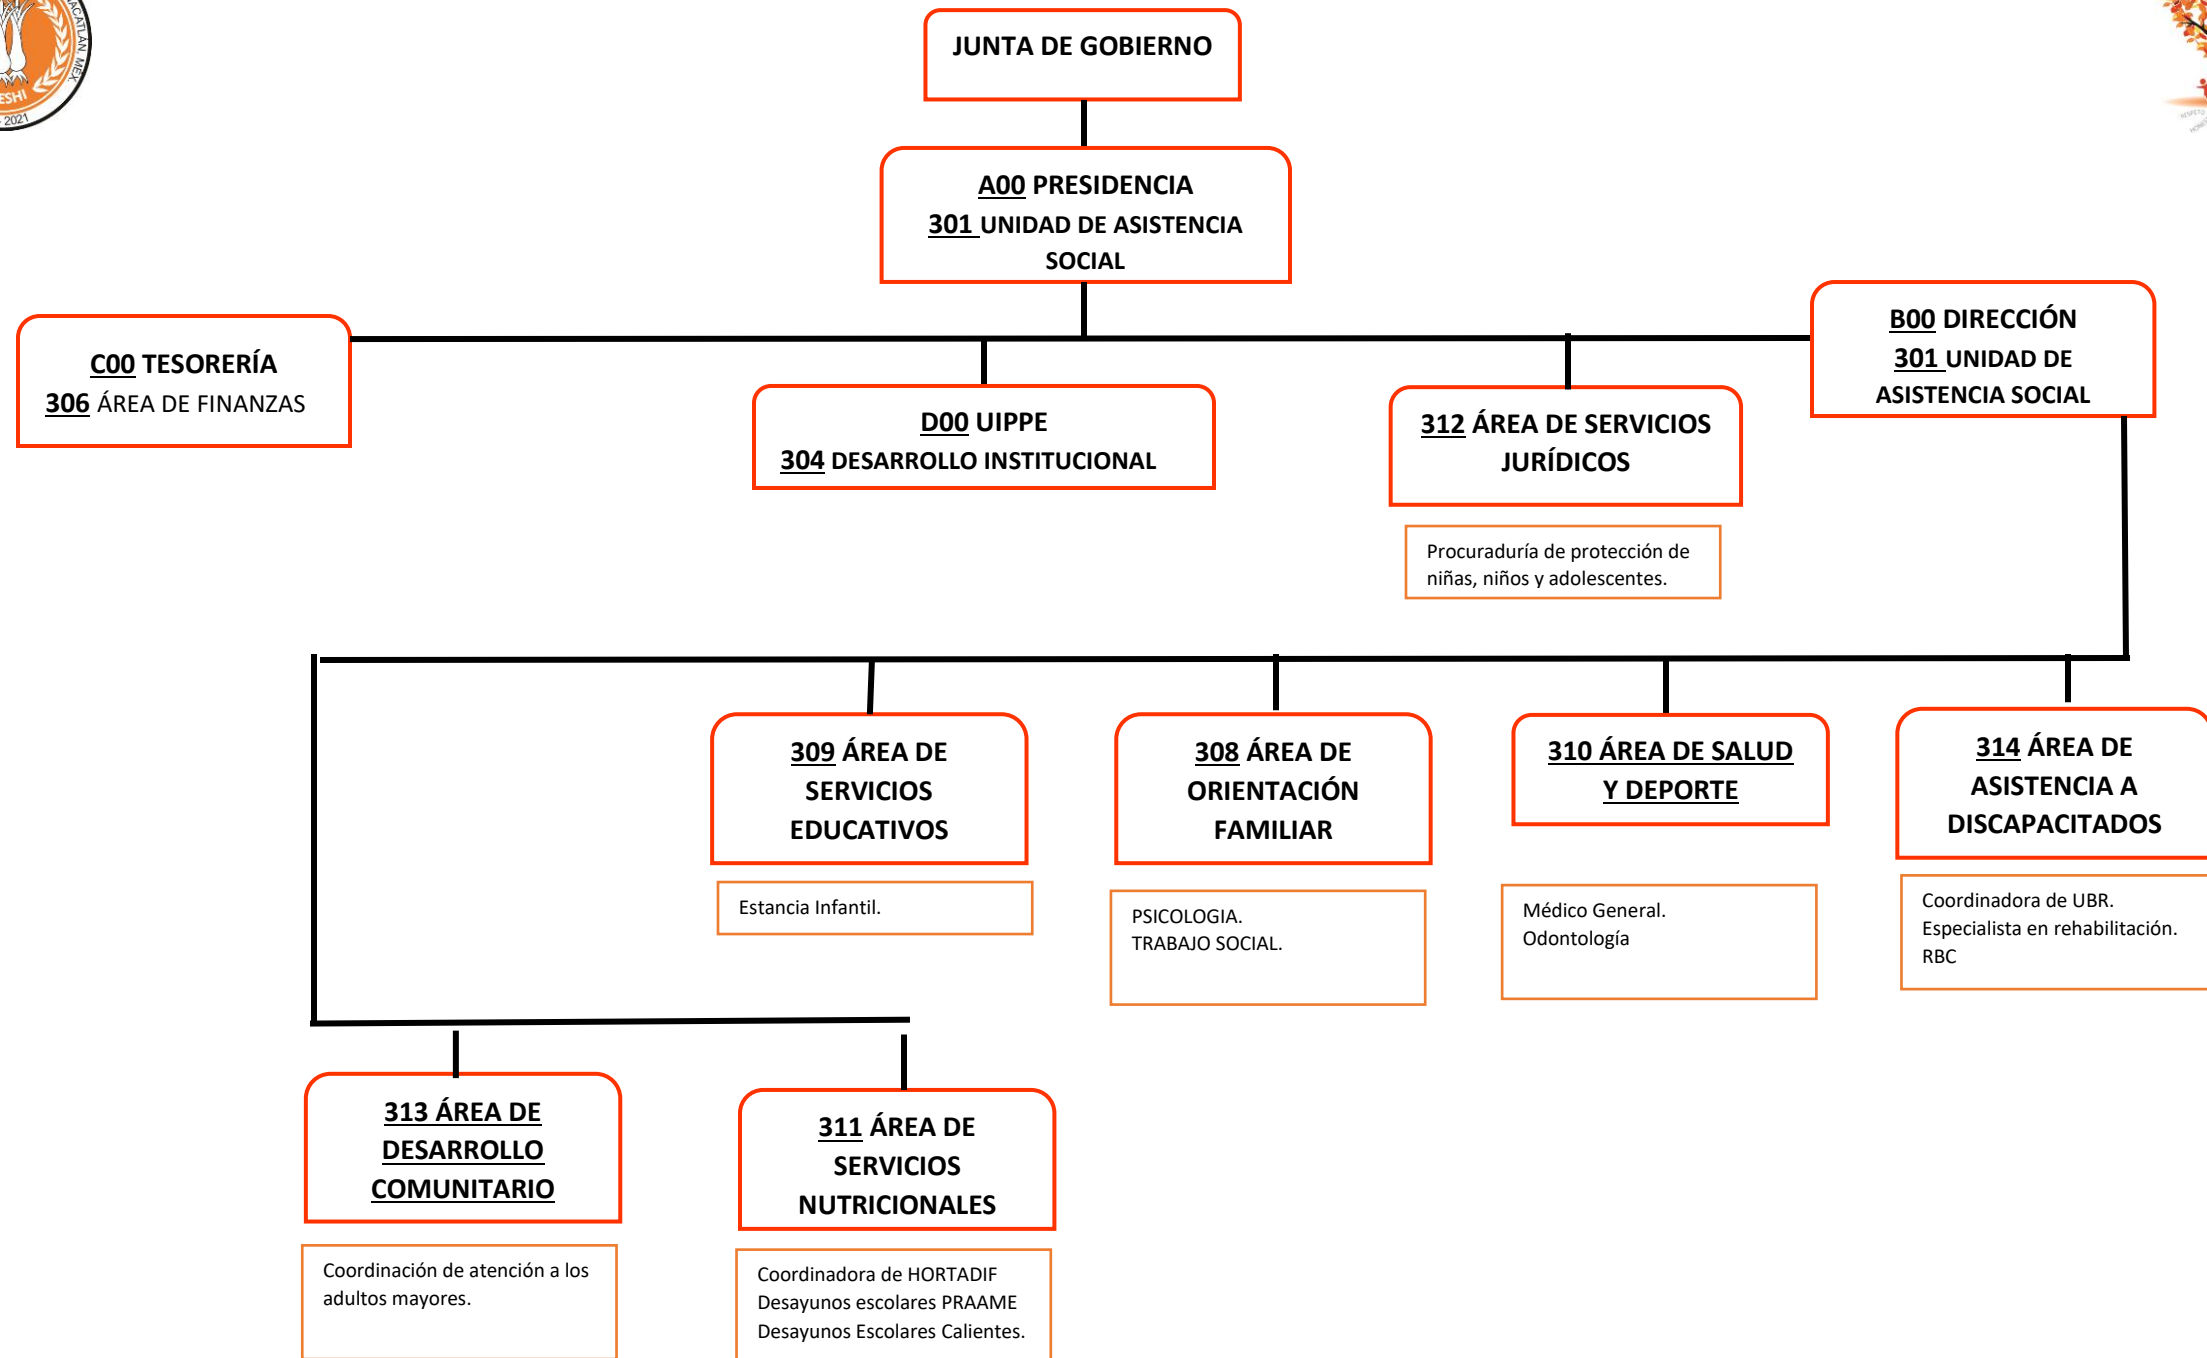 ACATLÁN, MEX.
ESHI
2021
JUNTA DE GOBIERNO
A00 PRESIDENCIA
301 UNIDAD DE ASISTENCIA
SOCIAL
C00 TESORERÍA
306 ÁREA DE FINANZAS
B00 DIRECCIÓN
301 UNIDAD DE
ASISTENCIA SOCIAL
D00 UIPPE
304 DESARROLLO INSTITUCIONAL
312 ÁREA DE SERVICIOS
JURÍDICOS
Procuraduría de protección de
niñas, niños y adolescentes.
309 ÁREA DE
SERVICIOS
EDUCATIVOS
Estancia Infantil.
308 ÁREA DE
ORIENTACIÓN
FAMILIAR
PSICOLOGIA.
TRABAJO SOCIAL.
310 ÁREA DE SALUD
Y DEPORTE
Médico General.
Odontología
314 ÁREA DE
ASISTENCIA A
DISCAPACITADOS
Coordinadora de UBR.
Especialista en rehabilitación.
RBC
313 ÁREA DE
DESARROLLO
COMUNITARIO
Coordinación de atención a los
adultos mayores.
311 ÁREA DE
SERVICIOS
NUTRICIONALES
Coordinadora de HORTADIF
Desayunos escolares PRAAME
Desayunos Escolares Calientes.